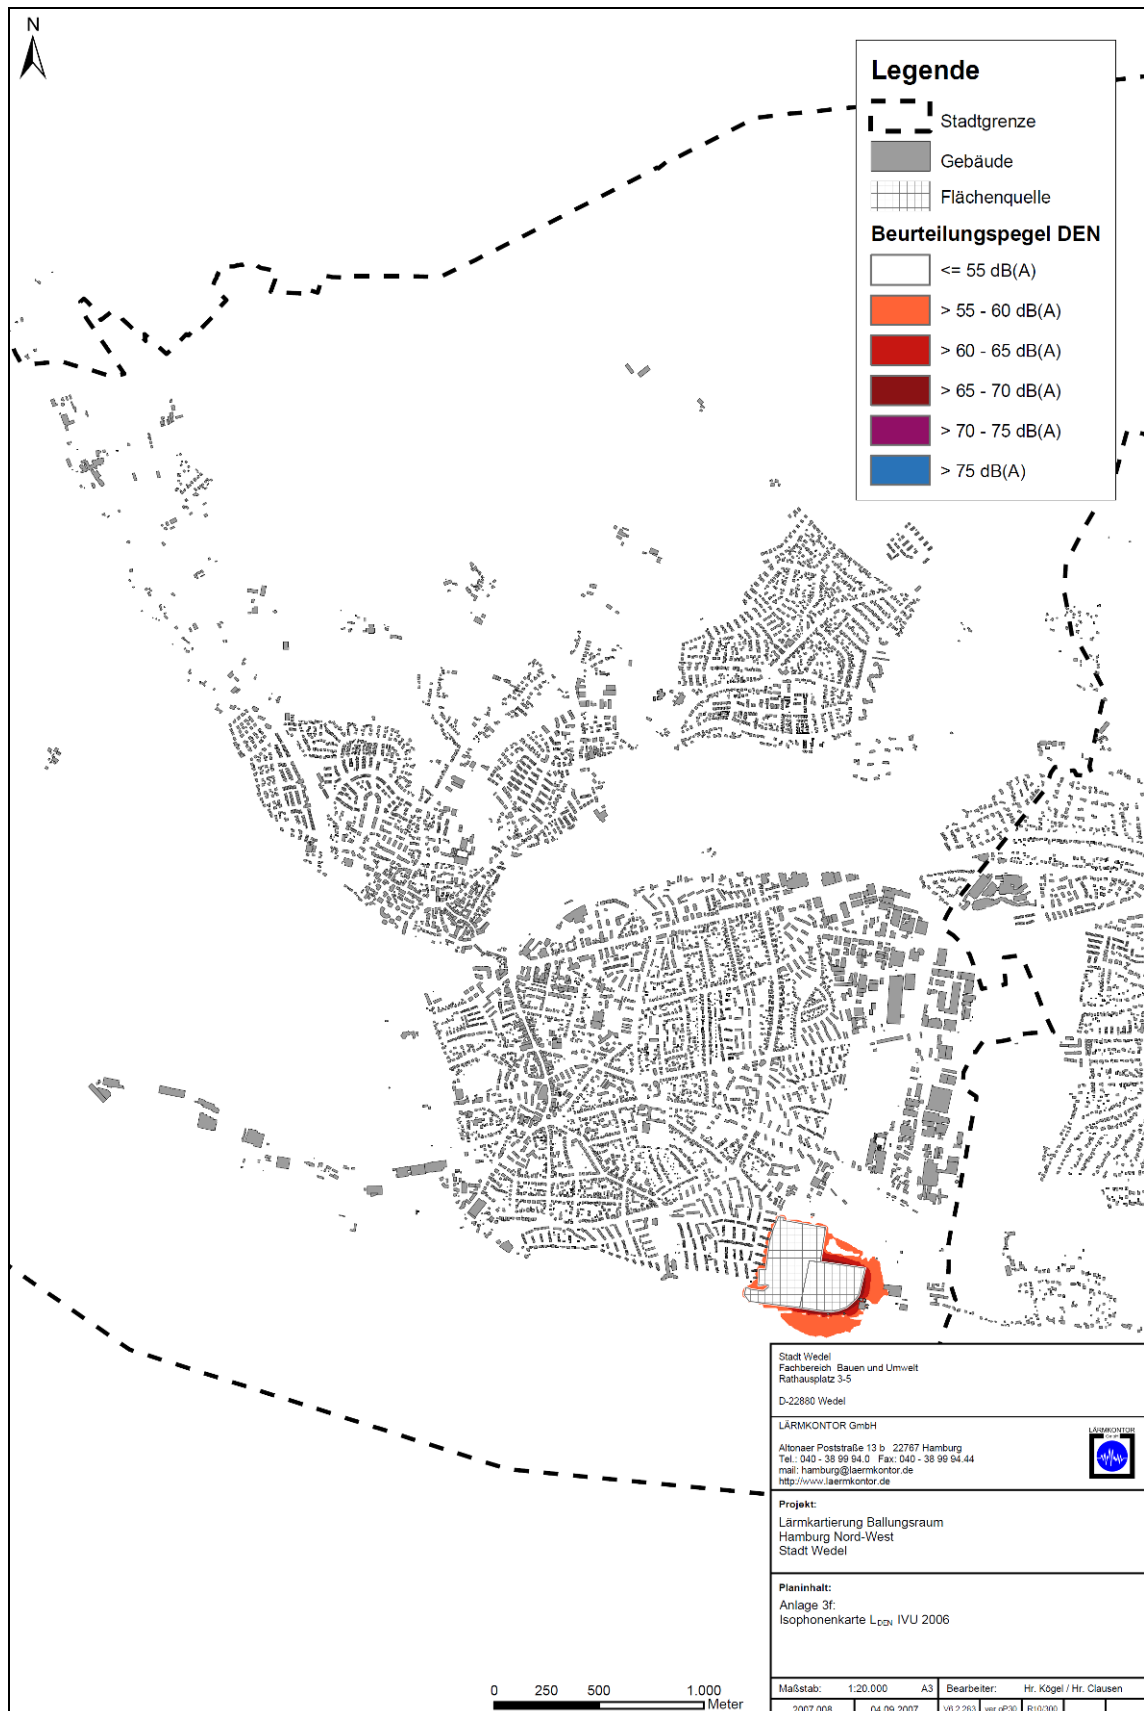 N
Legende
Stadtgrenze
Gebäude
Flächenquelle
Beurteilungspegel DEN
<= 55 dB(A)
> 55 - 60 dB(A)
> 60 - 65 dB(A)
> 65 - 70 dB(A)
> 70 - 75 dB(A)
> 75 dB(A)
Stadt Wedel
Fachbereich Bauen und Umwelt
Rathausplatz 3-5
D-22880 Wedel
LÄRMKONTOR GmbH
Altonaer Poststraße 13 b 22767 Hamburg
Tel.: 040 - 38 99 94.0 Fax: 040 - 38 99 94.44
mail: hamburg@laermkontor.de
http://www.laermkontor.de
LÄRMKONTOR
GmbH
Projekt:
Lärmkartierung Ballungsraum
Hamburg Nord-West
Stadt Wedel
Planinhalt:
Anlage 3f:
Isophonenkarte LDEN IVU 2006
Maßstab: 1:20.000 A3 Bearbeiter: Hr. Kögel / Hr. Clausen
2007.008 04.09.2007
0 250 500 1.000
Meter